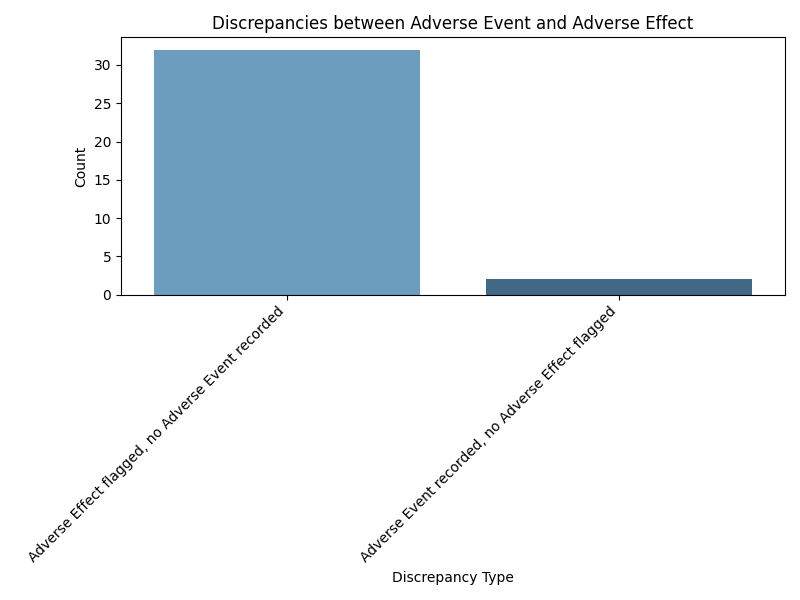 Discrepancies between Adverse Event and Adverse Effect
Count
30
25
20
15
10
5
0
Adverse Effect flagged, no Adverse Event recorded
Adverse Event recorded, no Adverse Effect flagged
Discrepancy Type